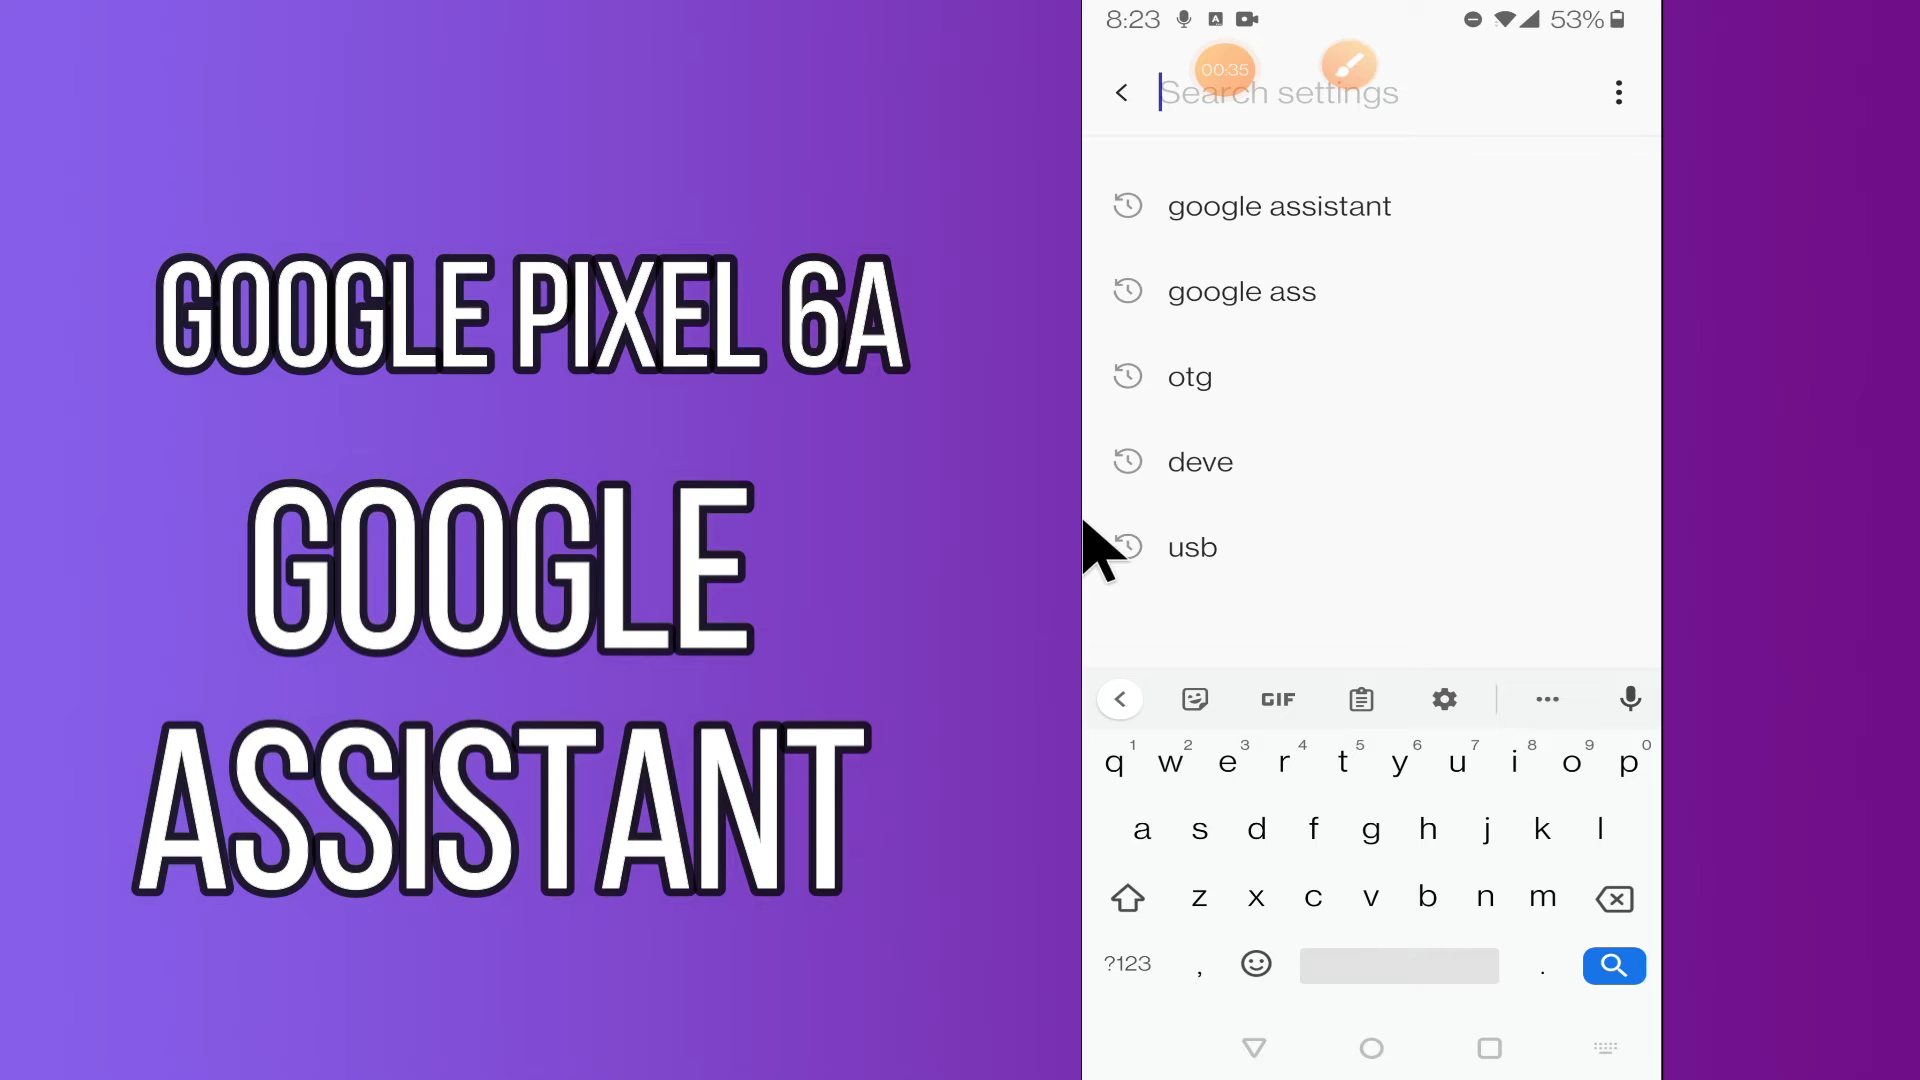 GOOGLE PIXEL 6A
GOOGLE
ASSISTANT
8:23
53%
00:35
Search settings
google assistant
google ass
otg
deve
usb
GIF
1 2 3 4 5 6 7 8 9 0
q w e r t y u i o p
a s d f g h j k l
z x c v b n m
?123 , .